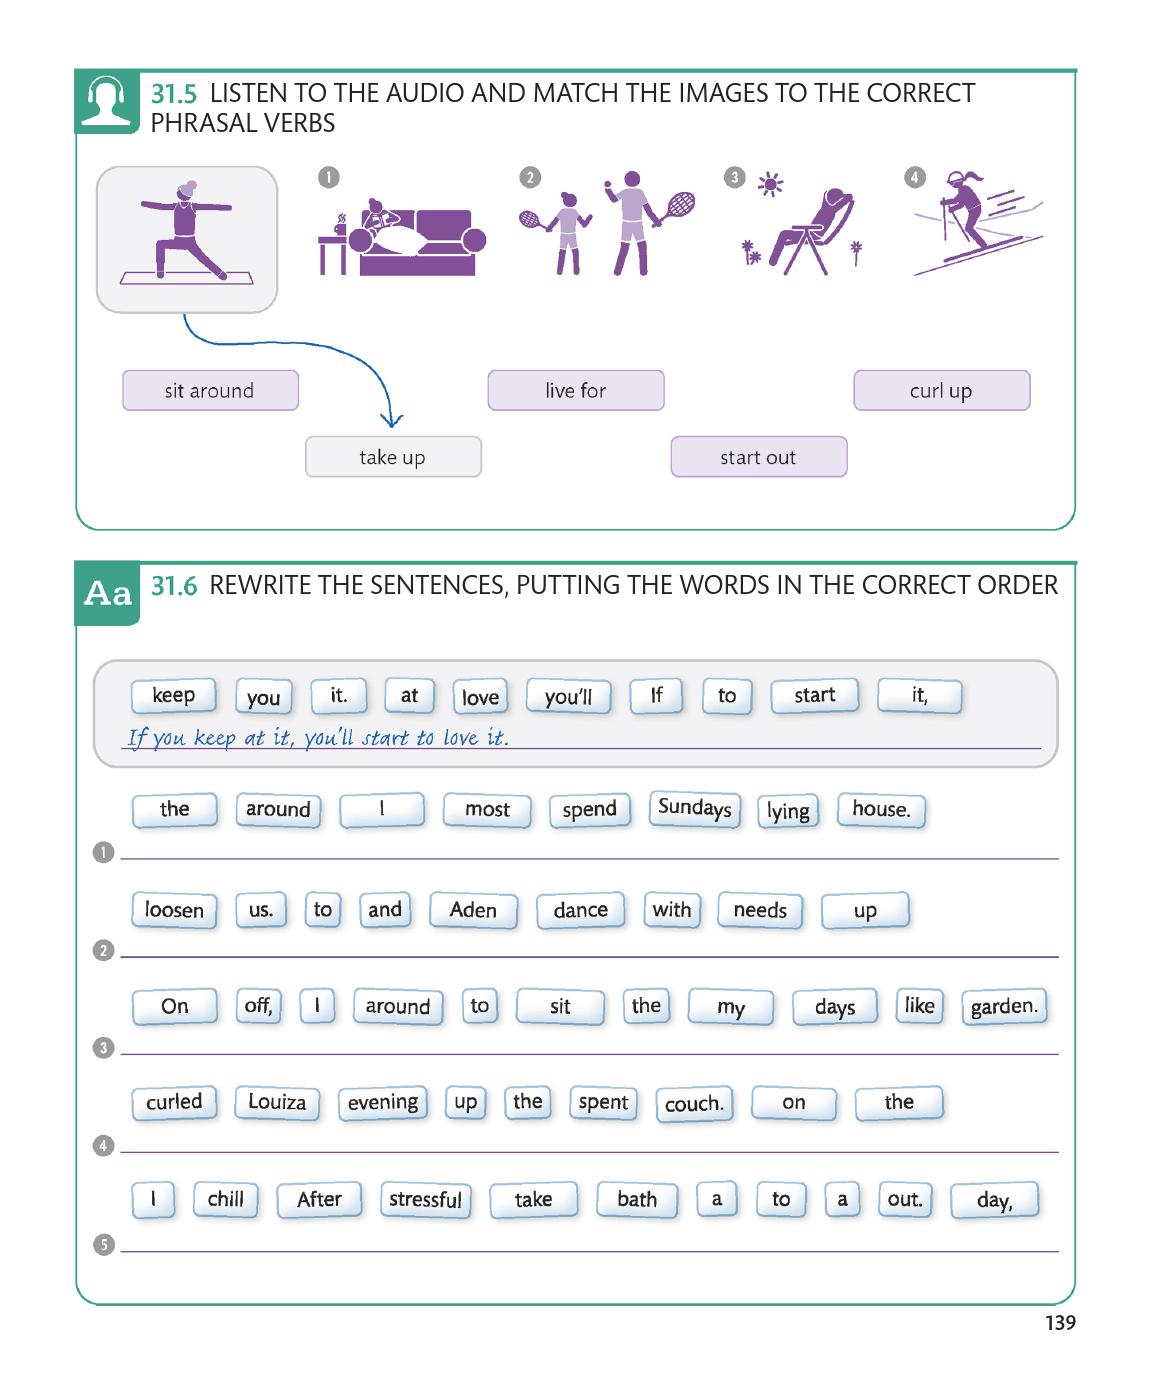 31.5 LISTEN TO THE AUDIO AND MATCH THE IMAGES TO THE CORRECT
PHRASAL VERBS
1 2 3 4
sit around live for curl up
take up start out
Aa 31.6 REWRITE THE SENTENCES, PUTTING THE WORDS IN THE CORRECT ORDER
keep you it. at love you'll If to start it,
If you keep at it, you'll start to love it.
the around I most spend Sundays lying house.
1
loosen us. to and Aden dance with needs up
2
On off, I around to sit the my days like garden.
3
curled Louiza evening up the spent couch. on the
4
I chill After stressful take bath a to a out. day,
5
139